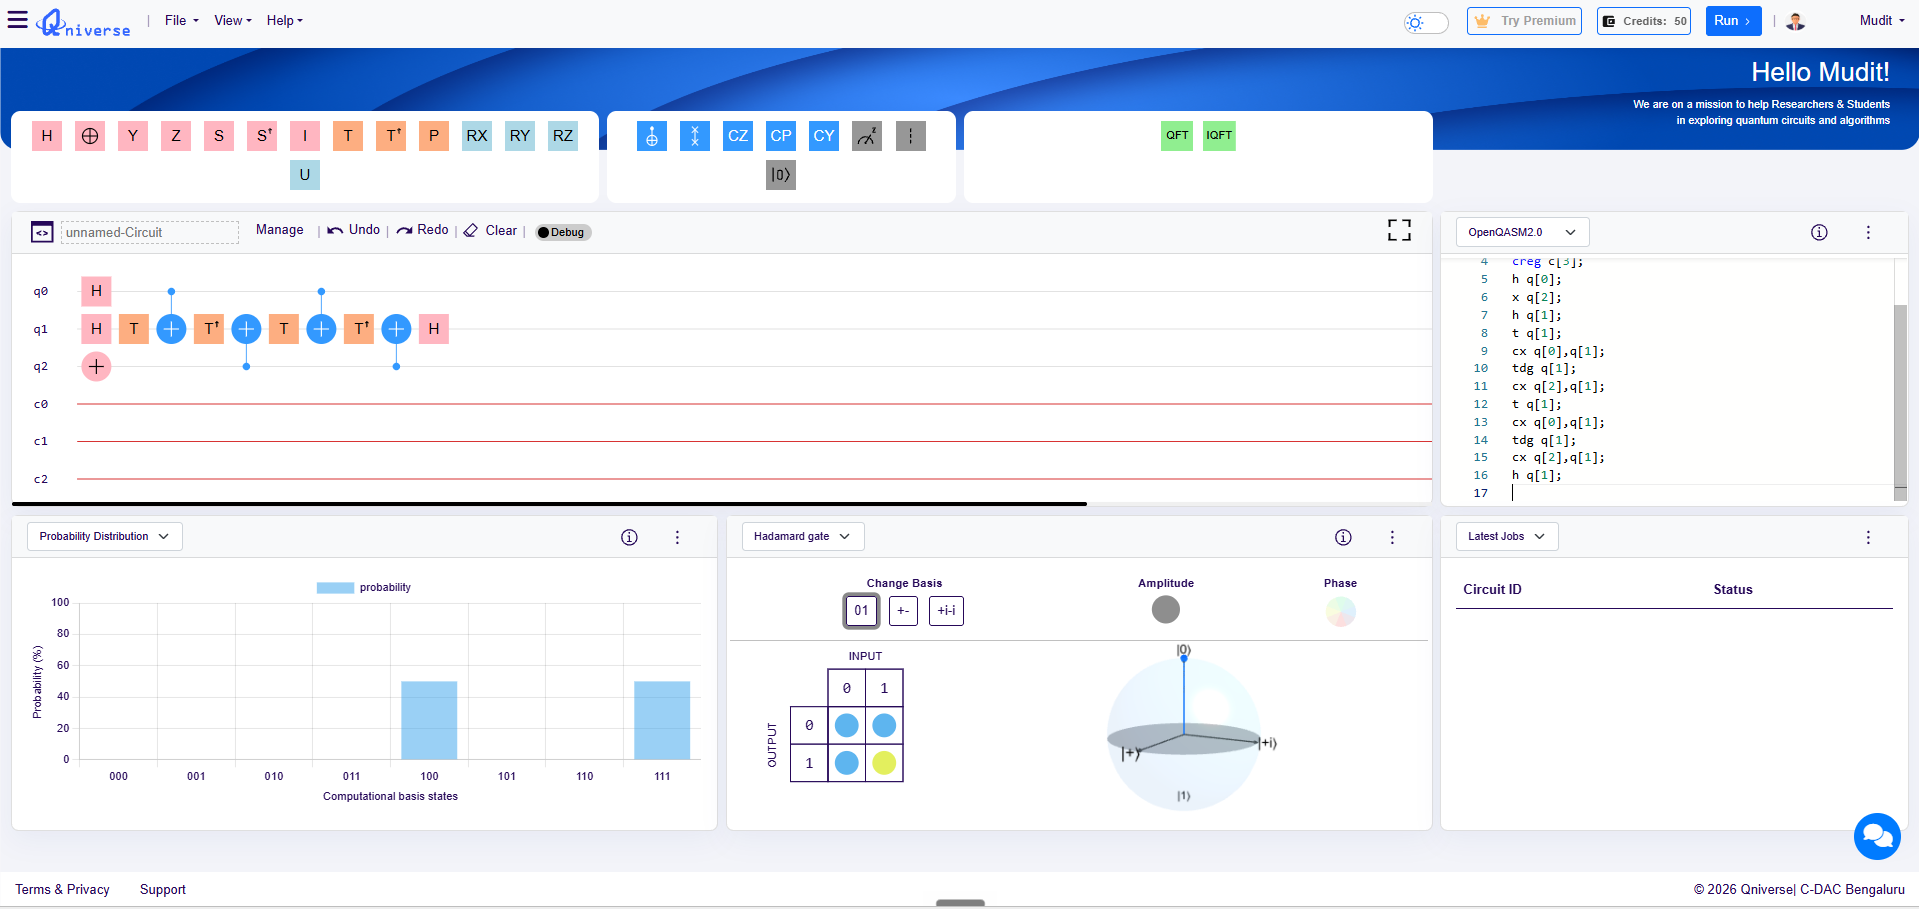 Qniverse | File View Help Try Premium Credits: 50 Run › | Mudit
Hello Mudit!
We are on a mission to help Researchers & Students
in exploring quantum circuits and algorithms
H Y Z S S† I T T† P RX RY RZ
U
CZ CP CY z
|0⟩
QFT IQFT
<> unnamed-Circuit Manage | Undo | Redo | Clear | Debug
q0 H
q1 H T T† T T† H
q2
c0
c1
c2
OpenQASM2.0
4 creg c[3];
5 h q[0];
6 x q[2];
7 h q[1];
8 t q[1];
9 cx q[0],q[1];
10 tdg q[1];
11 cx q[2],q[1];
12 t q[1];
13 cx q[0],q[1];
14 tdg q[1];
15 cx q[2],q[1];
16 h q[1];
17
Probability Distribution
probability
Probability (%)
100
80
60
40
20
0
000 001 010 011 100 101 110 111
Computational basis states
Hadamard gate
Change Basis Amplitude Phase
01 +- +i-i
INPUT
0 1
OUTPUT
0
1
|0⟩
|+⟩ |+i⟩
|1⟩
Latest Jobs
Circuit ID Status
Terms & Privacy Support © 2026 Qniverse| C-DAC Bengaluru